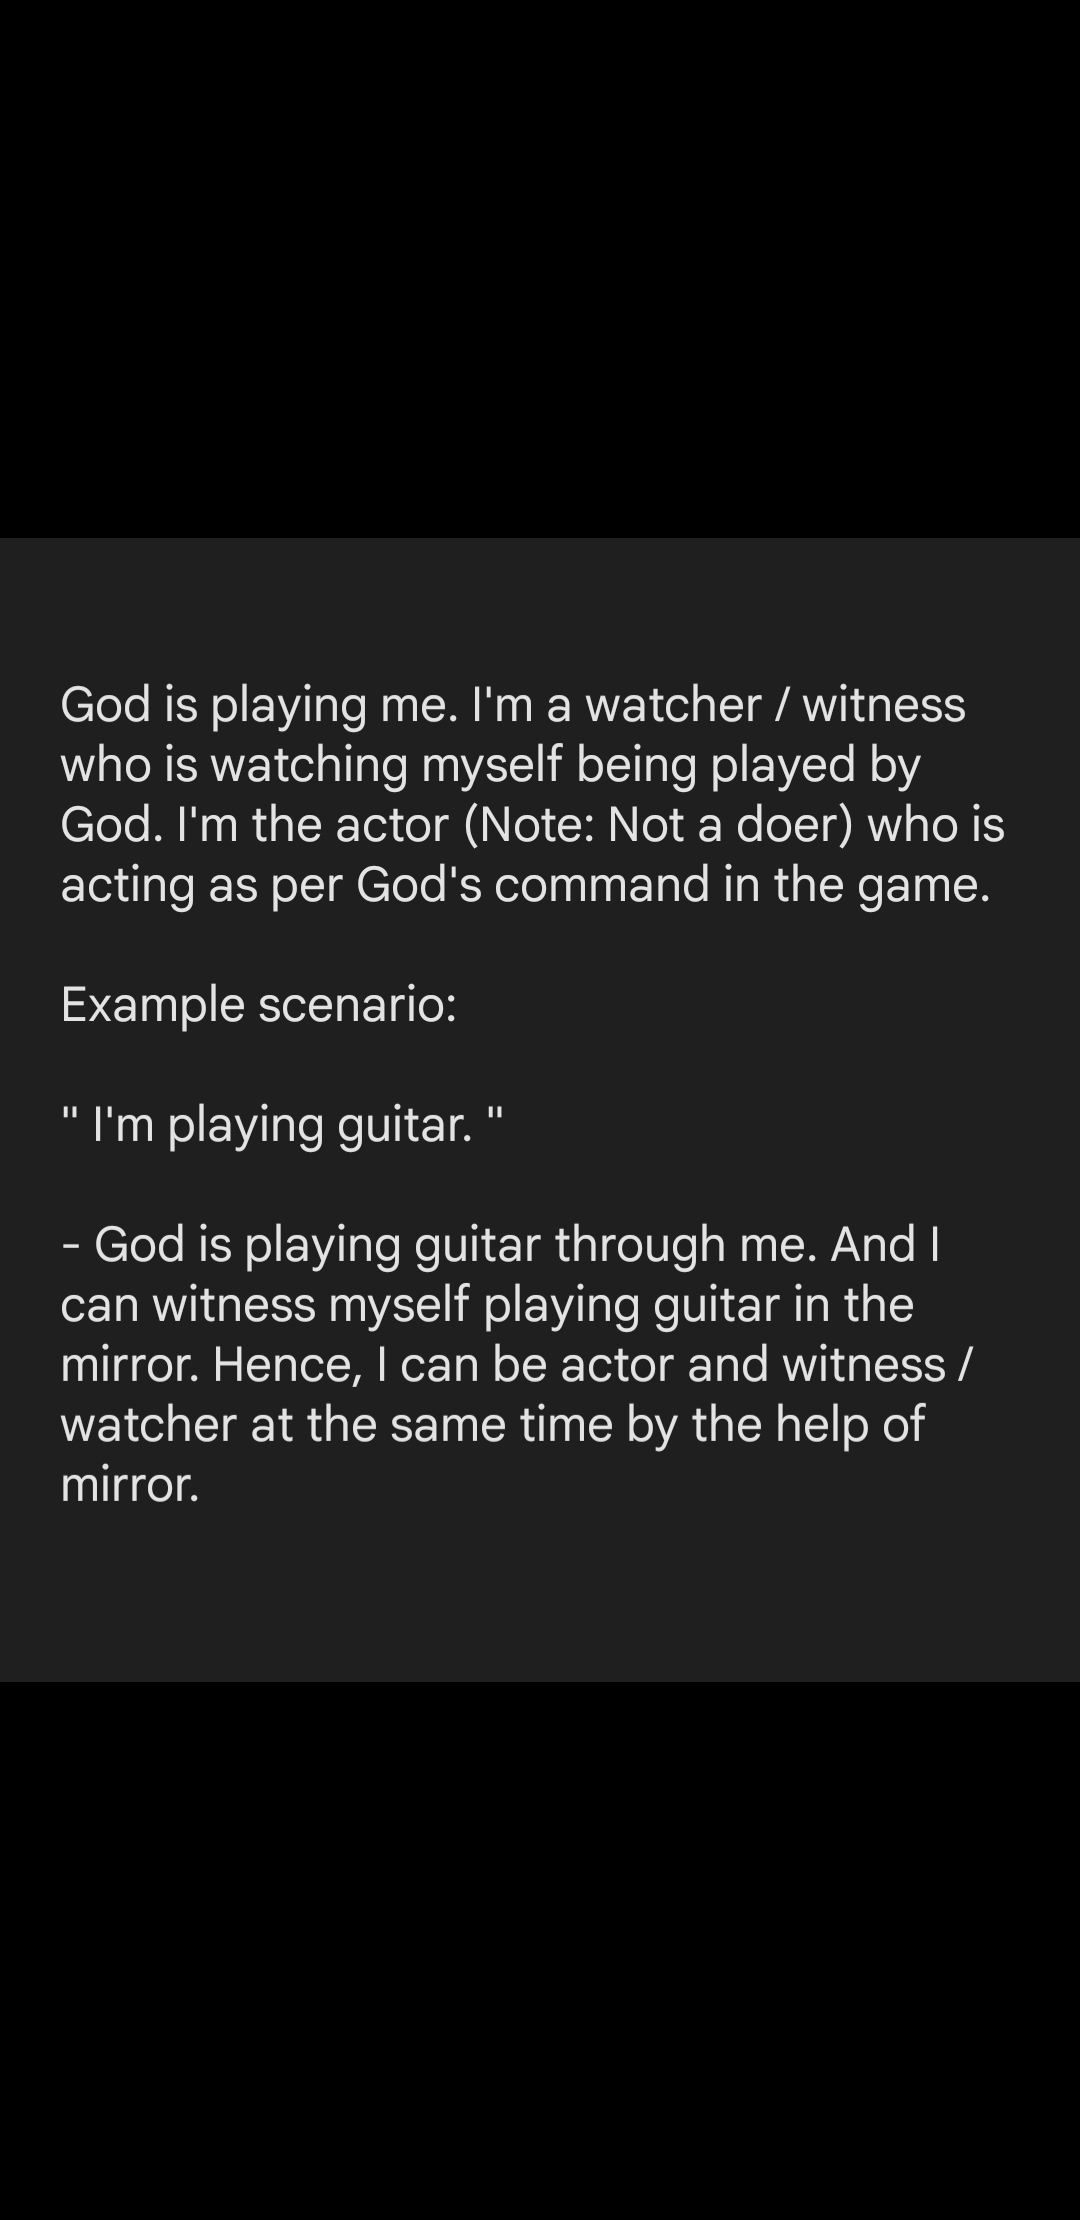 God is playing me. I'm a watcher / witness
who is watching myself being played by
God. I'm the actor (Note: Not a doer) who is
acting as per God's command in the game.
Example scenario:
" I'm playing guitar. "
- God is playing guitar through me. And I
can witness myself playing guitar in the
mirror. Hence, I can be actor and witness /
watcher at the same time by the help of
mirror.